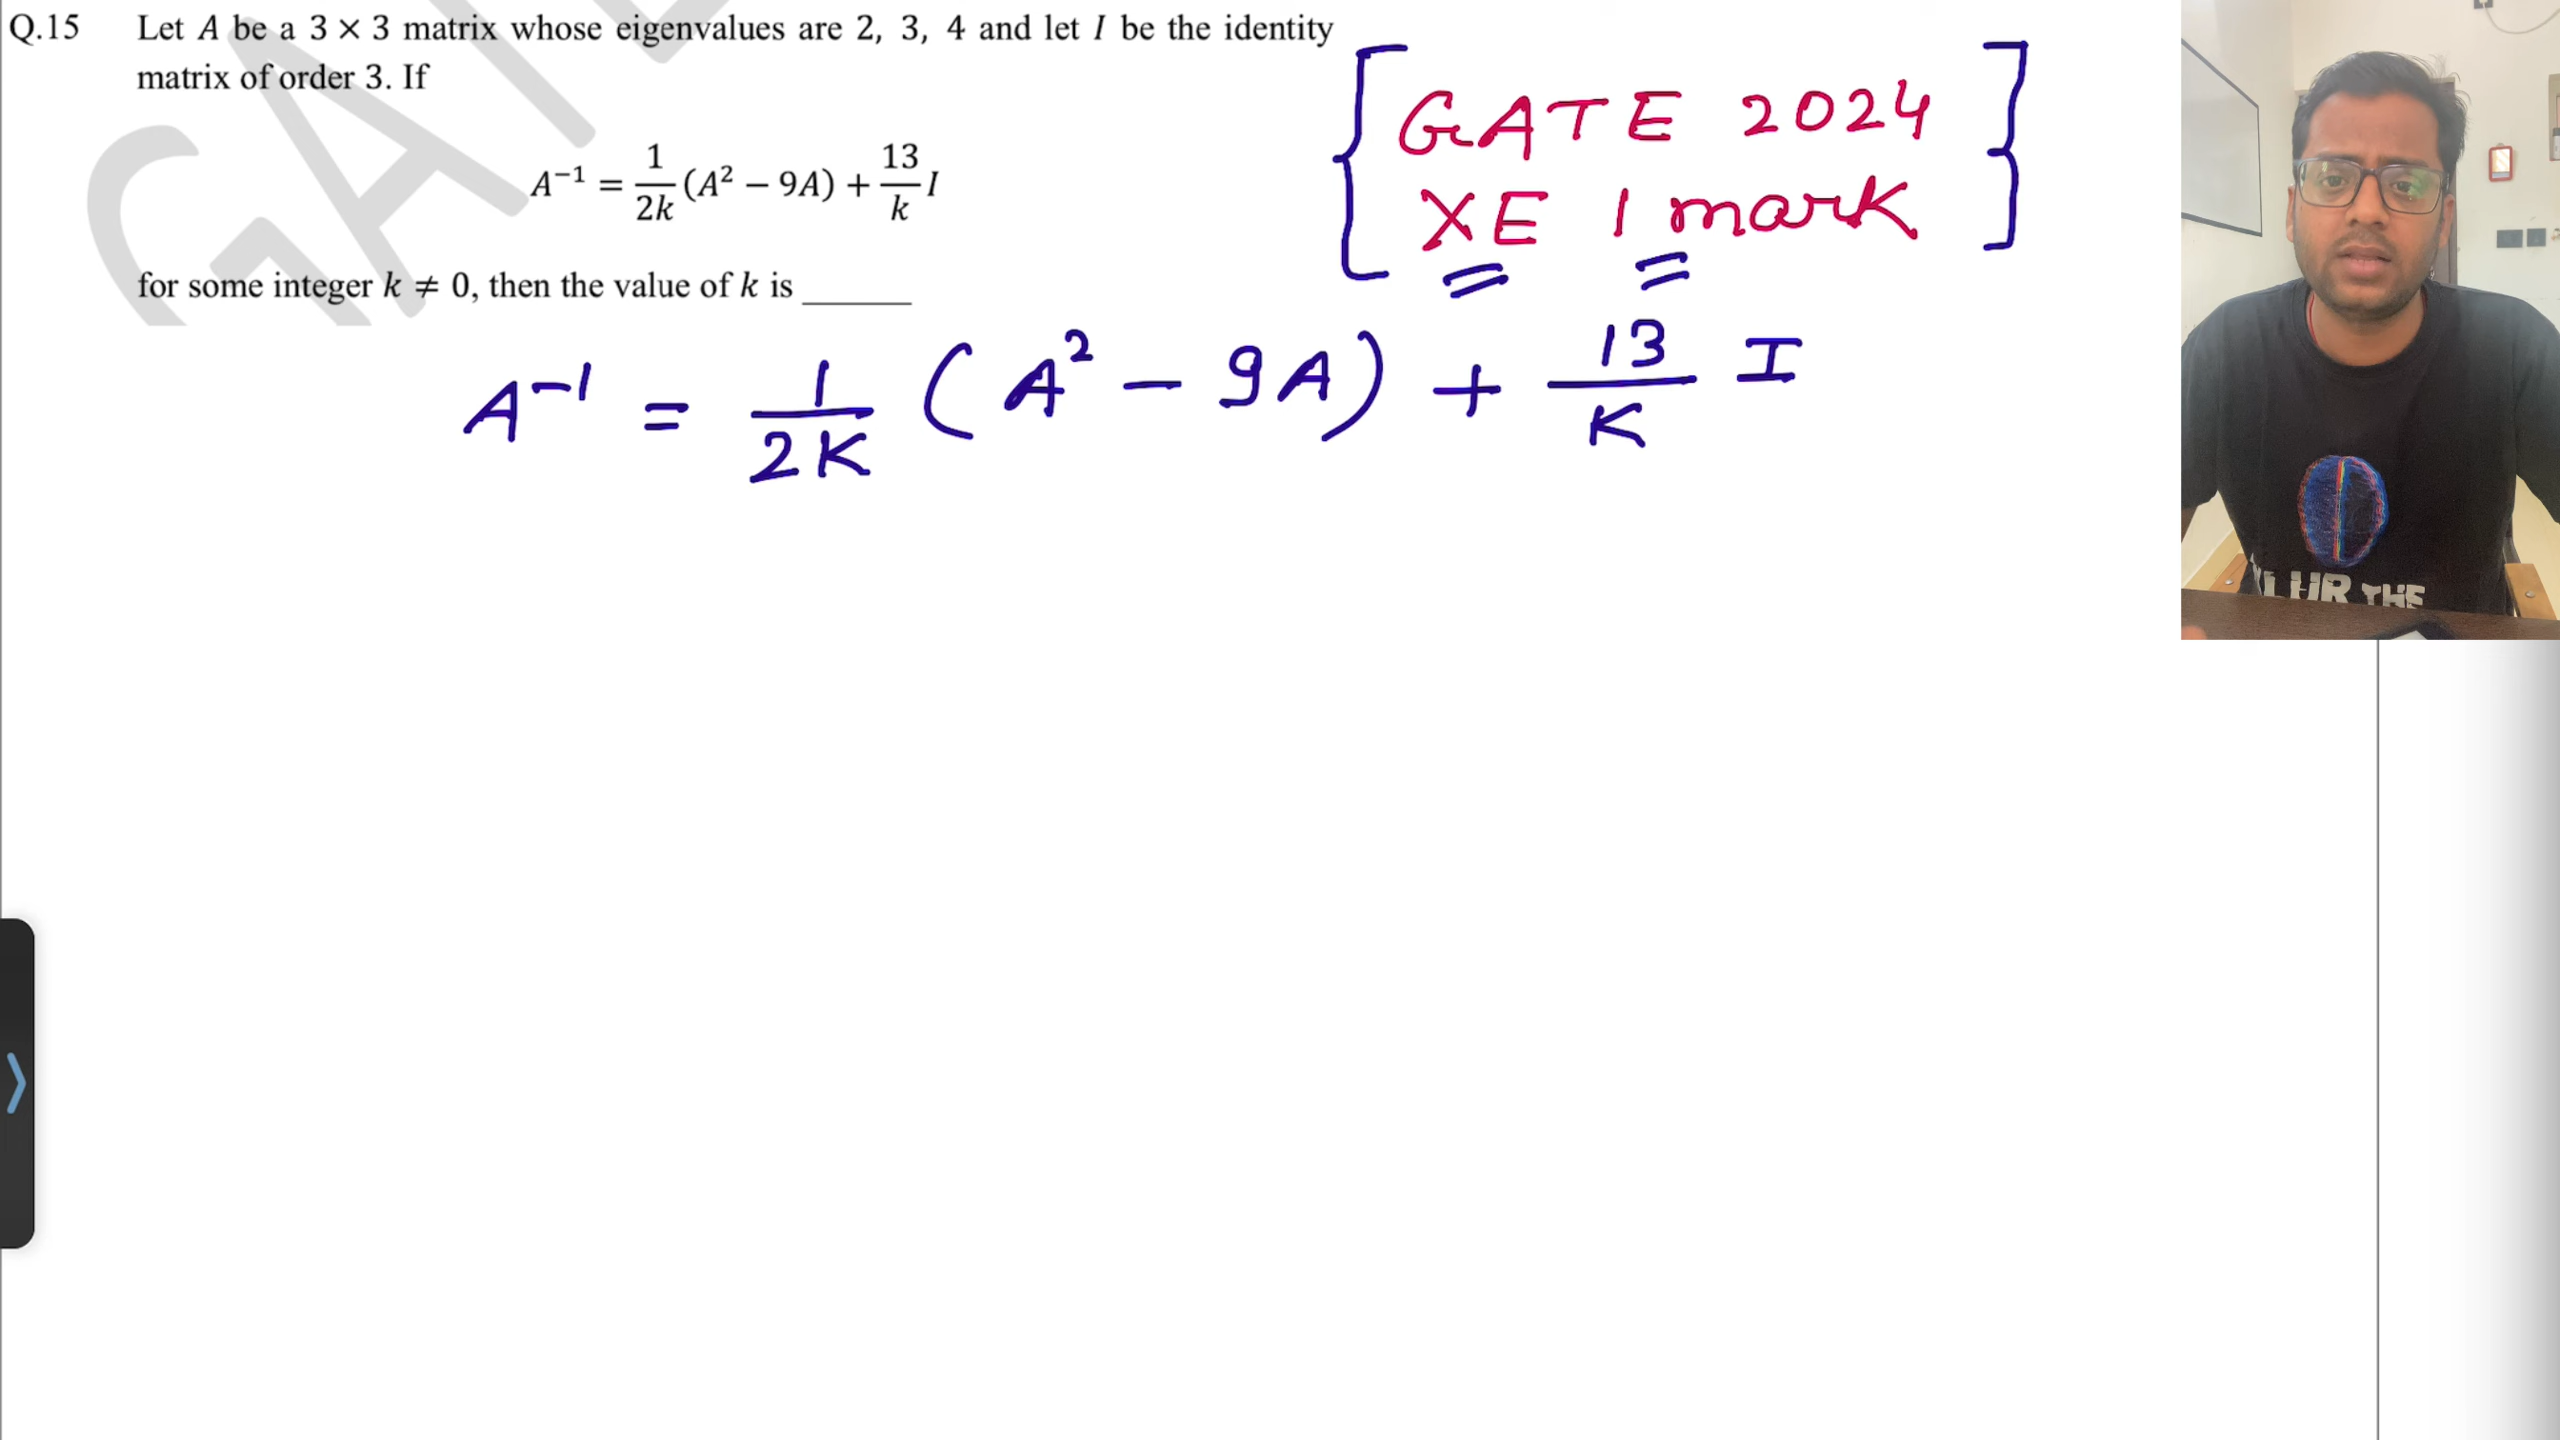 Q.15 Let A be a 3 × 3 matrix whose eigenvalues are 2, 3, 4 and let I be the identity
matrix of order 3. If
A⁻¹ = 1/2k (A² − 9A) + 13/k I
for some integer k ≠ 0, then the value of k is ______
GATE 2024
XE 1 mark
A⁻¹ = 1/2K (A² − 9A) + 13/K I
THE